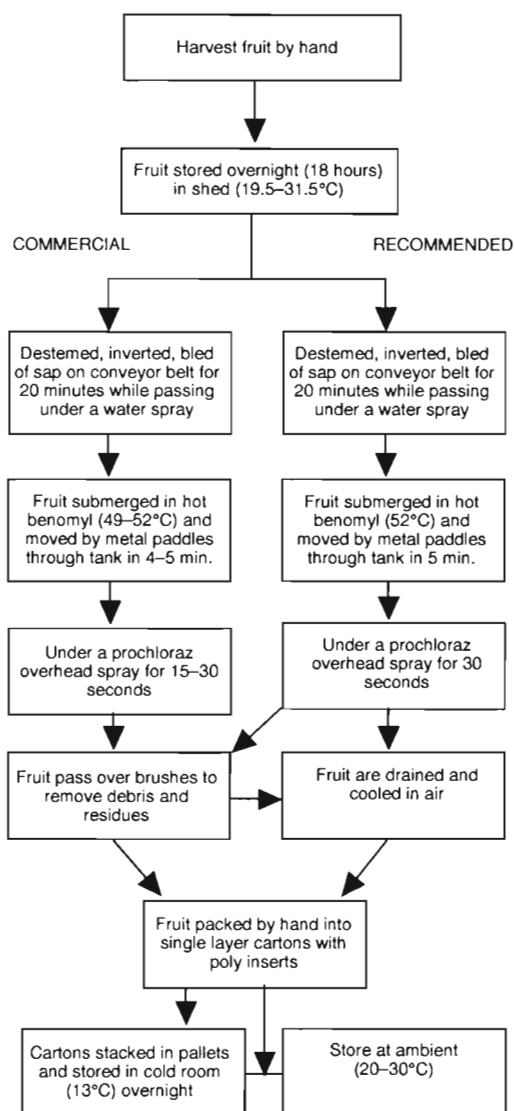 Harvest fruit by hand
Fruit stored overnight (18 hours)
in shed (19.5–31.5°C)
COMMERCIAL
RECOMMENDED
Destemed, inverted, bled
of sap on conveyor belt for
20 minutes while passing
under a water spray
Destemed, inverted, bled
of sap on conveyor belt for
20 minutes while passing
under a water spray
Fruit submerged in hot
benomyl (49–52°C) and
moved by metal paddles
through tank in 4–5 min.
Fruit submerged in hot
benomyl (52°C) and
moved by metal paddles
through tank in 5 min.
Under a prochloraz
overhead spray for 15–30
seconds
Under a prochloraz
overhead spray for 30
seconds
Fruit pass over brushes to
remove debris and
residues
Fruit are drained and
cooled in air
Fruit packed by hand into
single layer cartons with
poly inserts
Cartons stacked in pallets
and stored in cold room
(13°C) overnight
Store at ambient
(20–30°C)